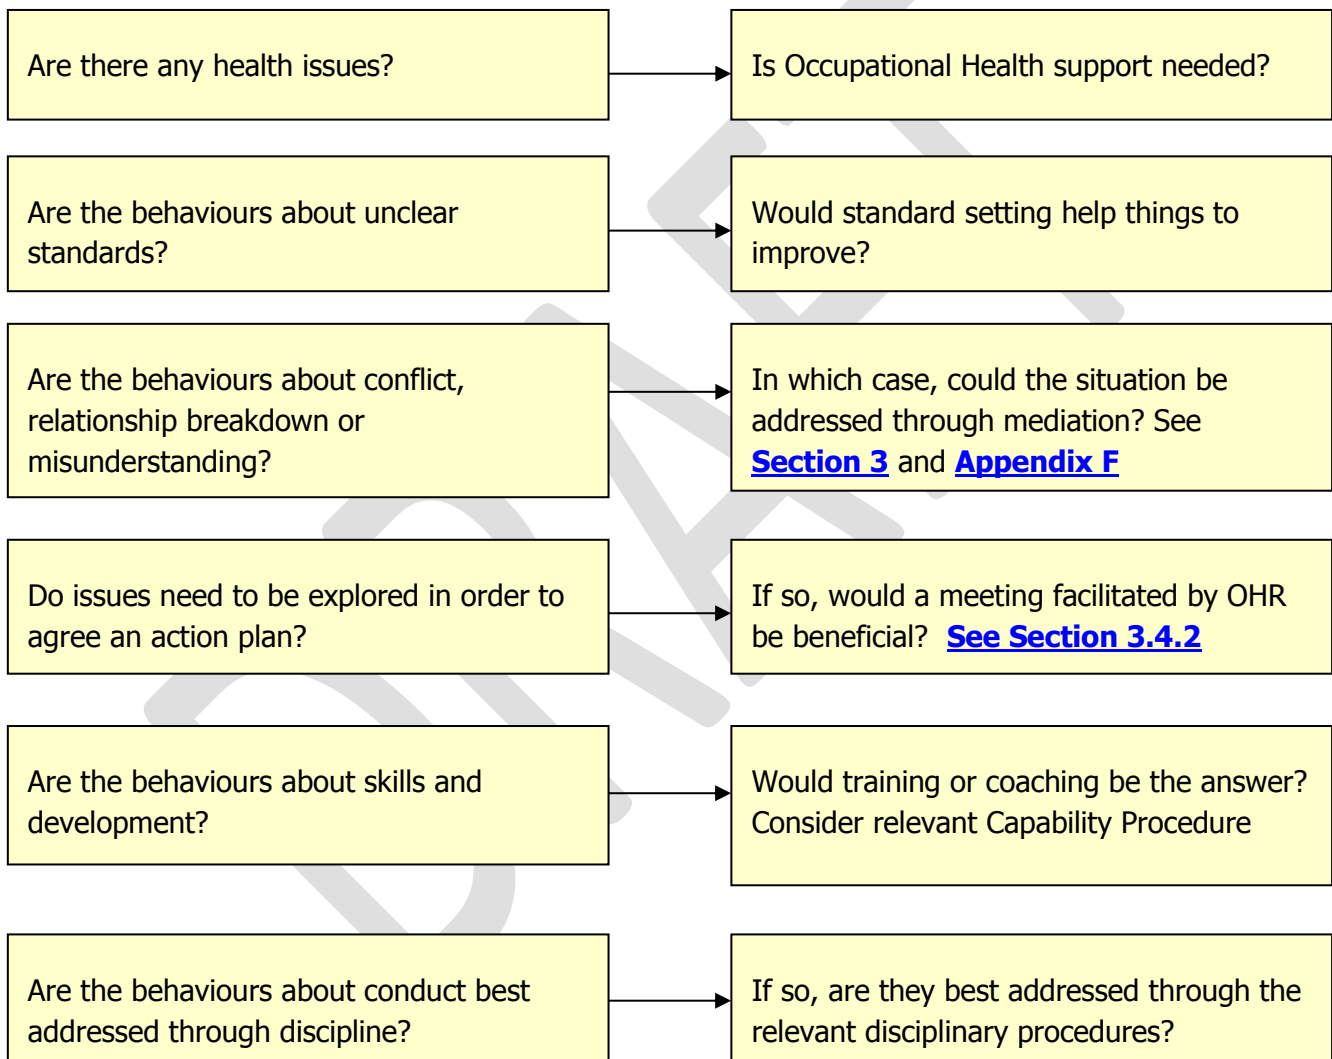 Are there any health issues?
Is Occupational Health support needed?
Are the behaviours about unclear
standards?
Would standard setting help things to
improve?
Are the behaviours about conflict,
relationship breakdown or
misunderstanding?
In which case, could the situation be
addressed through mediation? See
Section 3 and Appendix F
Do issues need to be explored in order to
agree an action plan?
If so, would a meeting facilitated by OHR
be beneficial? See Section 3.4.2
Are the behaviours about skills and
development?
Would training or coaching be the answer?
Consider relevant Capability Procedure
Are the behaviours about conduct best
addressed through discipline?
If so, are they best addressed through the
relevant disciplinary procedures?
DRAFT